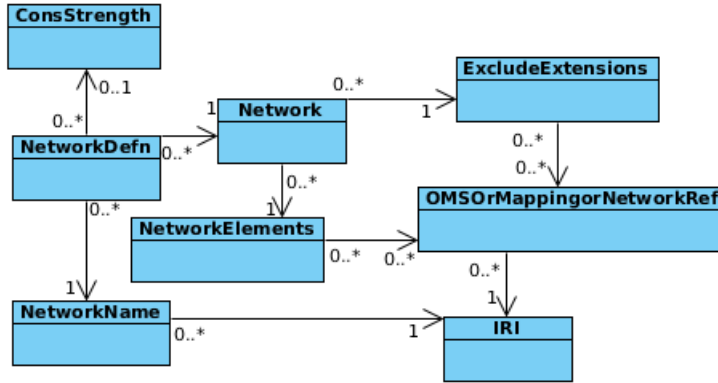 ConsStrength
0..1
0..*
NetworkDefn
0..*
1
Network
0..*
1
ExcludeExtensions
0..*
0..*
0..*
1
NetworkElements
0..*
0..*
OMSOrMappingorNetworkRef
0..*
1
0..*
1
NetworkName
0..*
1
IRI